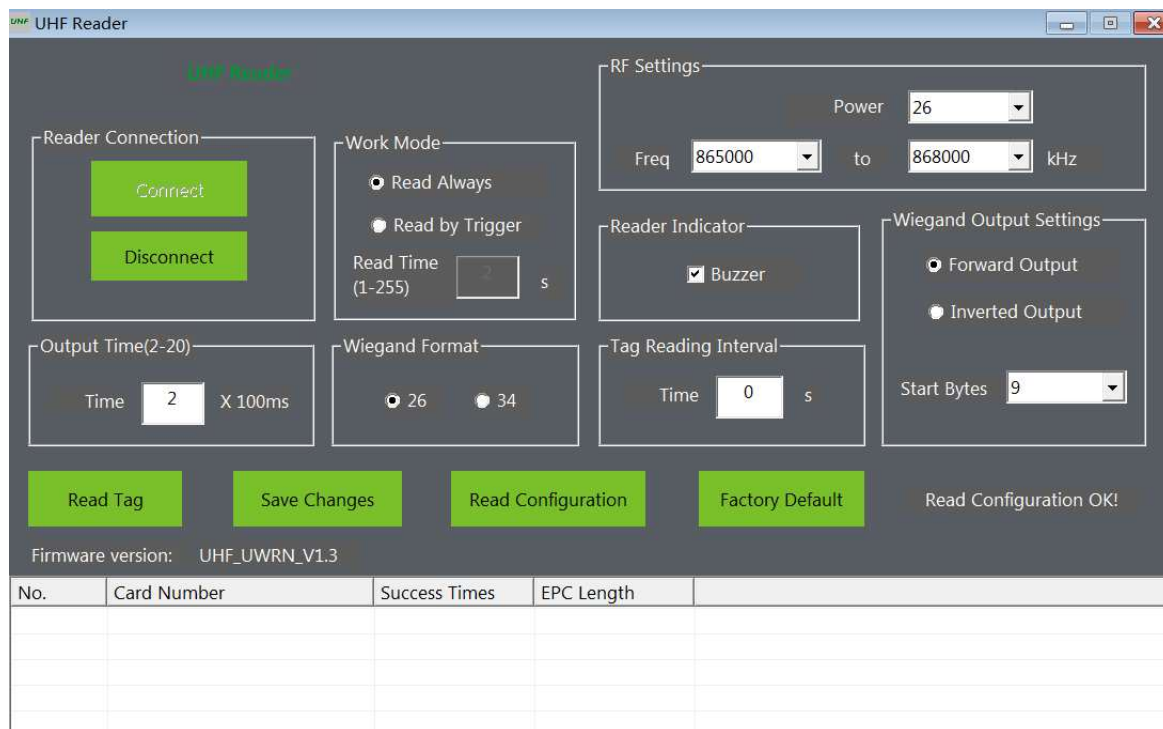 UHF Reader
UHF Reader
RF Settings
Power 26
Freq 865000 to 868000 kHz
Reader Connection
Connect
Disconnect
Work Mode
Read Always
Read by Trigger
Read Time
(1-255) 2 s
Reader Indicator
Buzzer
Wiegand Output Settings
Forward Output
Inverted Output
Start Bytes 9
Output Time(2-20)
Time 2 X 100ms
Wiegand Format
26 34
Tag Reading Interval
Time 0 s
Read Tag Save Changes Read Configuration Factory Default Read Configuration OK!
Firmware version: UHF_UWRN_V1.3
No. Card Number Success Times EPC Length